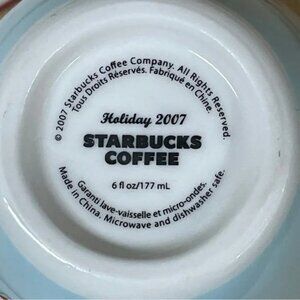 © 2007 Starbucks Coffee Company. All Rights Reserved.
Tous Droits Réservés. Fabriqué en Chine.
Holiday 2007
STARBUCKS
COFFEE
6 fl oz/177 mL
Garanti lave-vaisselle et micro-ondes.
Made in China. Microwave and dishwasher safe.